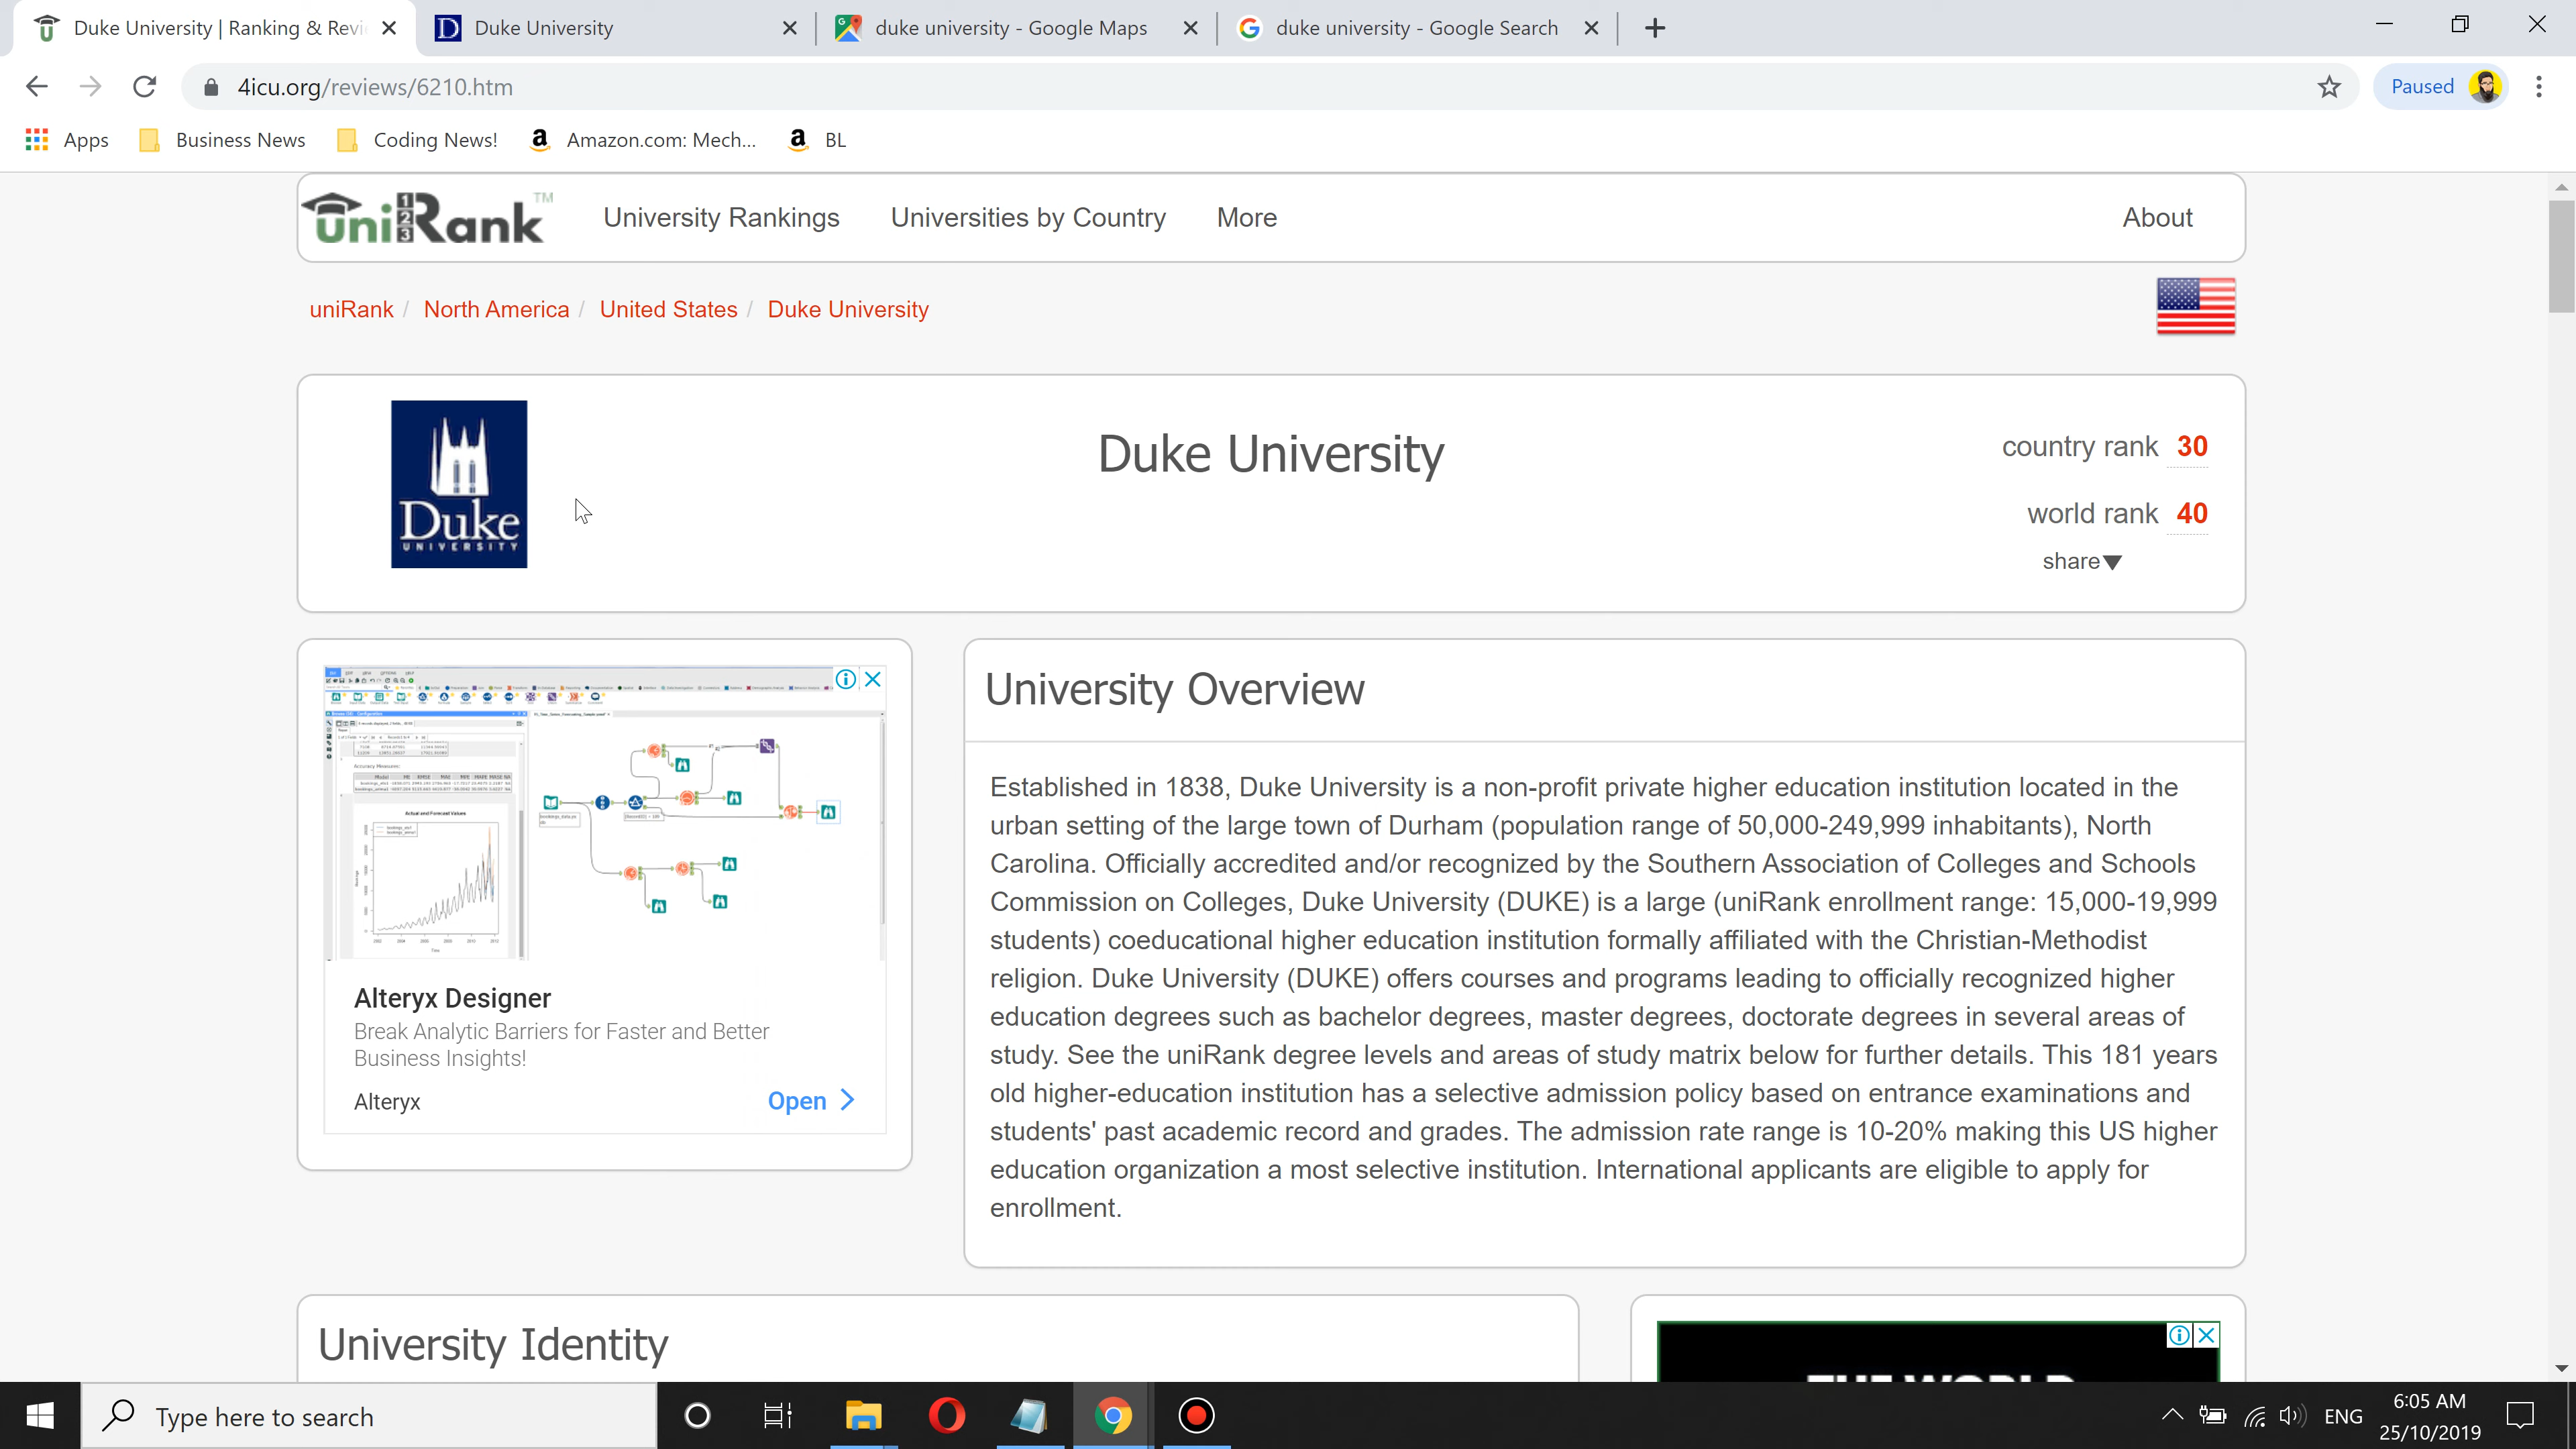 Duke University | Ranking & Revi
Duke University
duke university - Google Maps
duke university - Google Search
4icu.org/reviews/6210.htm
Paused
Apps
Business News
Coding News!
Amazon.com: Mech...
BL
uniRank TM
University Rankings
Universities by Country
More
About
uniRank / North America / United States / Duke University
Duke
UNIVERSITY
Duke University
country rank 30
world rank 40
share
Actual and Forecast Values
Alteryx Designer
Break Analytic Barriers for Faster and Better
Business Insights!
Alteryx
Open
University Overview
Established in 1838, Duke University is a non-profit private higher education institution located in the
urban setting of the large town of Durham (population range of 50,000-249,999 inhabitants), North
Carolina. Officially accredited and/or recognized by the Southern Association of Colleges and Schools
Commission on Colleges, Duke University (DUKE) is a large (uniRank enrollment range: 15,000-19,999
students) coeducational higher education institution formally affiliated with the Christian-Methodist
religion. Duke University (DUKE) offers courses and programs leading to officially recognized higher
education degrees such as bachelor degrees, master degrees, doctorate degrees in several areas of
study. See the uniRank degree levels and areas of study matrix below for further details. This 181 years
old higher-education institution has a selective admission policy based on entrance examinations and
students' past academic record and grades. The admission rate range is 10-20% making this US higher
education organization a most selective institution. International applicants are eligible to apply for
enrollment.
University Identity
THE WORLD
Type here to search
ENG
6:05 AM
25/10/2019